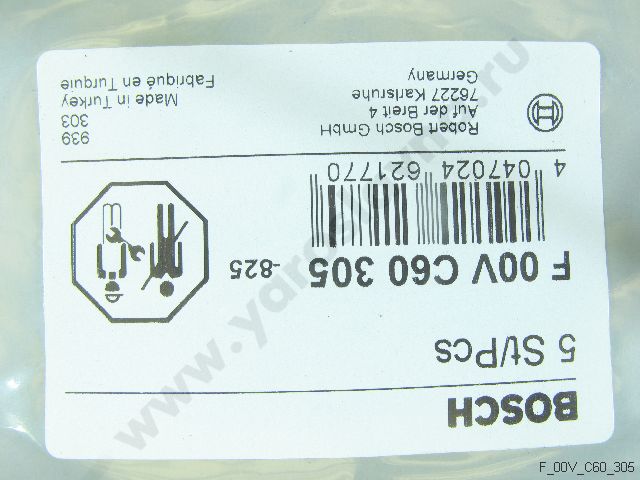 BOSCH
5 St/Pcs
F 00V C60 305 -825
4 047024 621770
Robert Bosch GmbH
Auf der Breit 4
76227 Karlsruhe
Germany
939
303
Made in Turkey
Fabriqué en Turquie
F_00V_C60_305